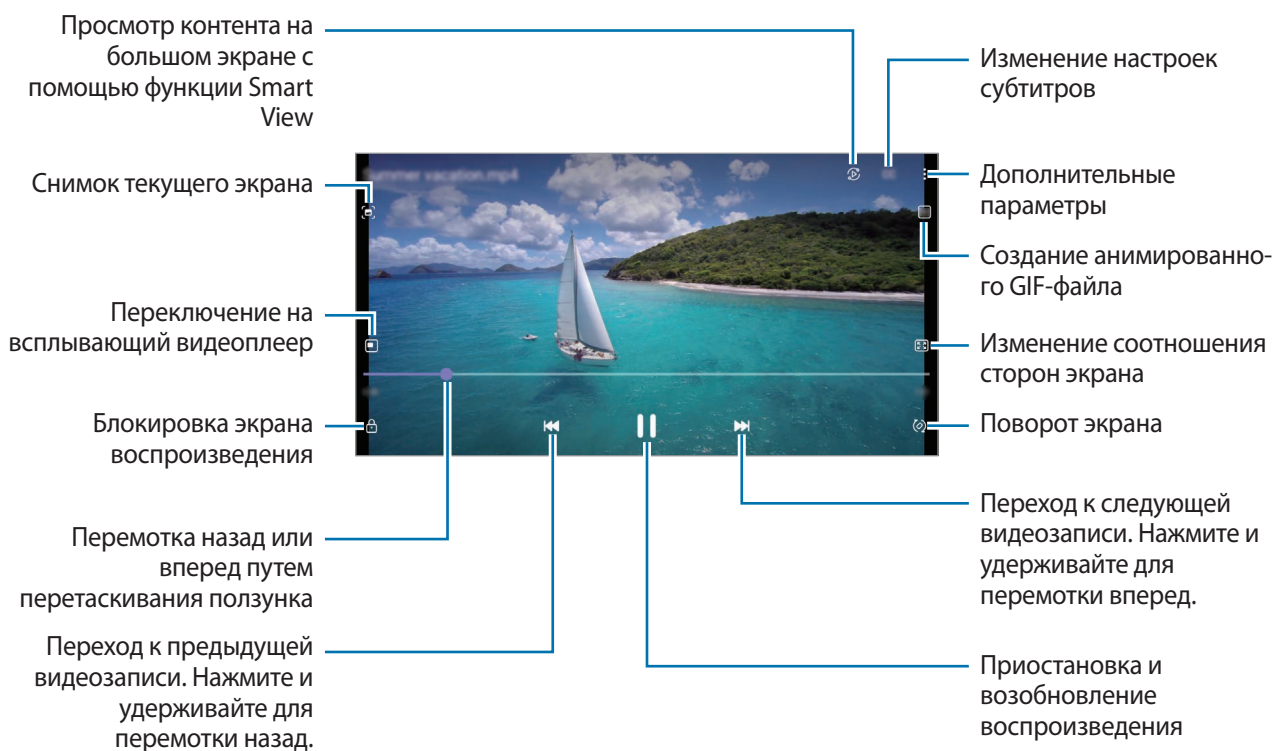 Просмотр контента на
большом экране с
помощью функции Smart
View
Снимок текущего экрана
Переключение на
всплывающий видеоплеер
Блокировка экрана
воспроизведения
Перемотка назад или
вперед путем
перетаскивания ползунка
Переход к предыдущей
видеозаписи. Нажмите и
удерживайте для
перемотки назад.
summer vacation.mp4
Изменение настроек
субтитров
Дополнительные
параметры
Создание анимированно-
го GIF-файла
Изменение соотношения
сторон экрана
Поворот экрана
Переход к следующей
видеозаписи. Нажмите и
удерживайте для
перемотки вперед.
Приостановка и
возобновление
воспроизведения